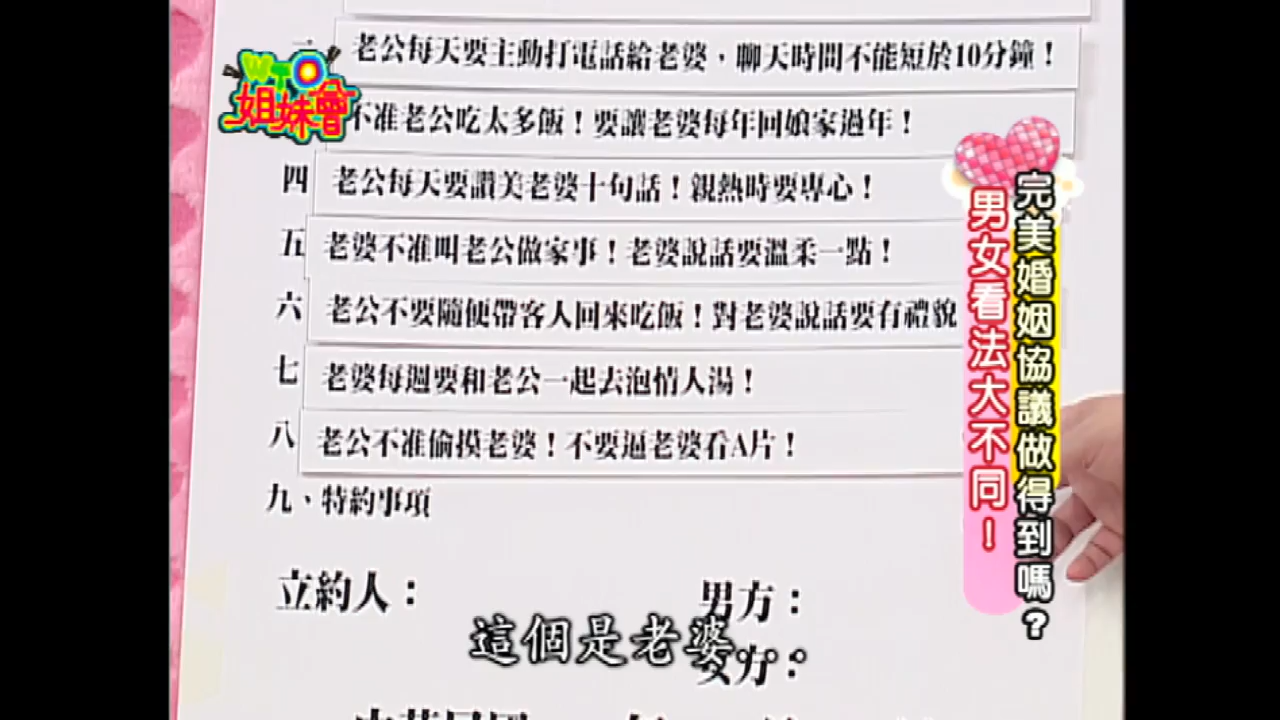 WTO
姐妹會
老公每天要主動打電話給老婆,聊天時間不能短於10分鐘!
不准老公吃太多飯!要讓老婆每年回娘家過年!
四 老公每天要讚美老婆十句話!親熱時要專心!
五 老婆不准叫老公做家事!老婆說話要溫柔一點!
六 老公不要隨便帶客人回來吃飯!對老婆說話要有禮貌
七 老婆每週要和老公一起去泡情人湯!
八 老公不准偷摸老婆!不要逼老婆看A片!
九、特約事項
立約人:
男方:
女方:
完美婚姻協議做得到嗎?
男女看法大不同!
這個是老婆...